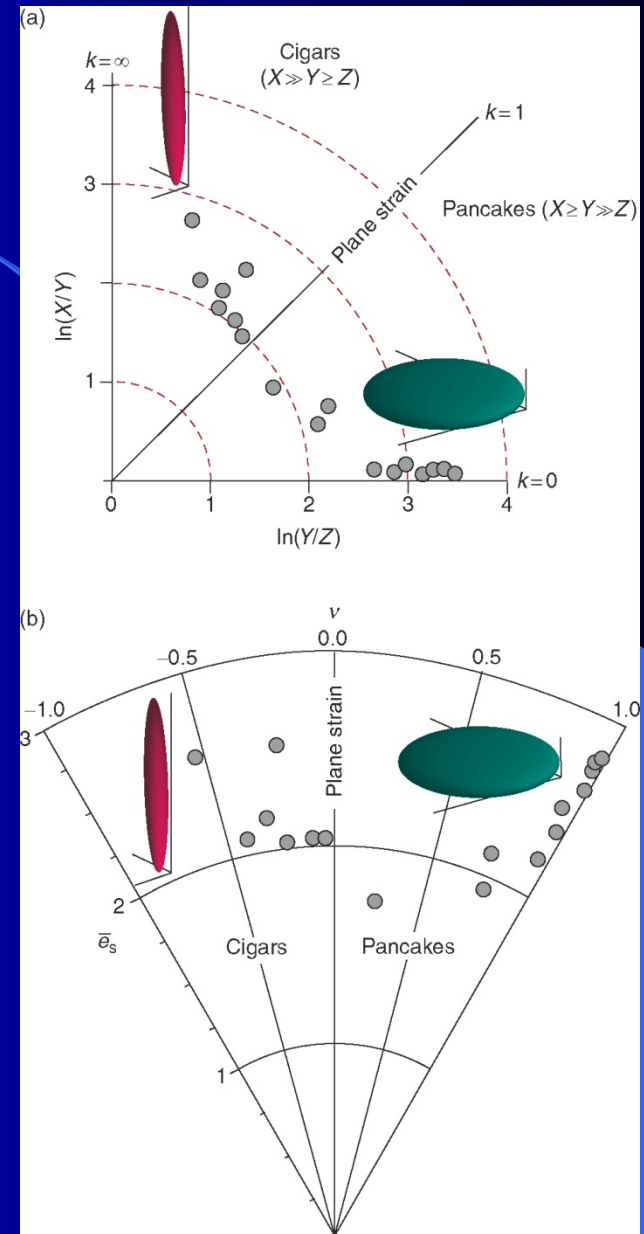 (a)
k=∞
Cigars
(X≫Y≥Z)
4
k=1
3
Plane strain
Pancakes (X≥Y≫Z)
ln(X/Y)
1
0
1
2
3
4
k=0
ln(Y/Z)
(b)
ν
0.0
−0.5
0.5
−1.0
1.0
3
Plane strain
2
ēs
Cigars
Pancakes
1